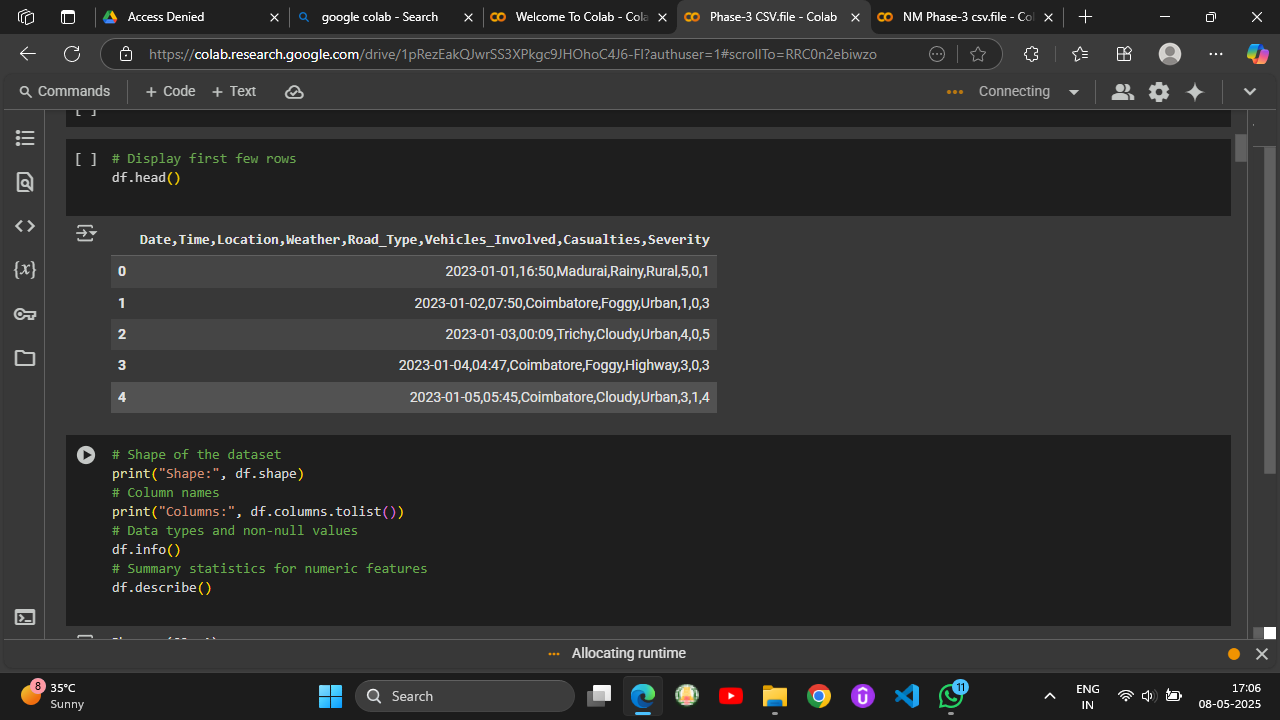 Access Denied
google colab - Search
Welcome To Colab - Cola
Phase-3 CSV.file - Colab
NM Phase-3 csv.file - Co
https://colab.research.google.com/drive/1pRezEakQJwrSS3XPkgc9JHOhoC4J6-FI?authuser=1#scrollTo=RRC0n2ebiwzo
Commands + Code + Text
Connecting
[ ] # Display first few rows
df.head()
Date,Time,Location,Weather,Road_Type,Vehicles_Involved,Casualties,Severity
0 2023-01-01,16:50,Madurai,Rainy,Rural,5,0,1
1 2023-01-02,07:50,Coimbatore,Foggy,Urban,1,0,3
2 2023-01-03,00:09,Trichy,Cloudy,Urban,4,0,5
3 2023-01-04,04:47,Coimbatore,Foggy,Highway,3,0,3
4 2023-01-05,05:45,Coimbatore,Cloudy,Urban,3,1,4
# Shape of the dataset
print("Shape:", df.shape)
# Column names
print("Columns:", df.columns.tolist())
# Data types and non-null values
df.info()
# Summary statistics for numeric features
df.describe()
{x}
Allocating runtime
8
35°C
Sunny
Search
11
ENG
IN
17:06
08-05-2025